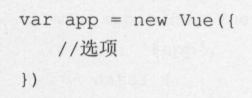 var app = new Vue({
    //选项
})